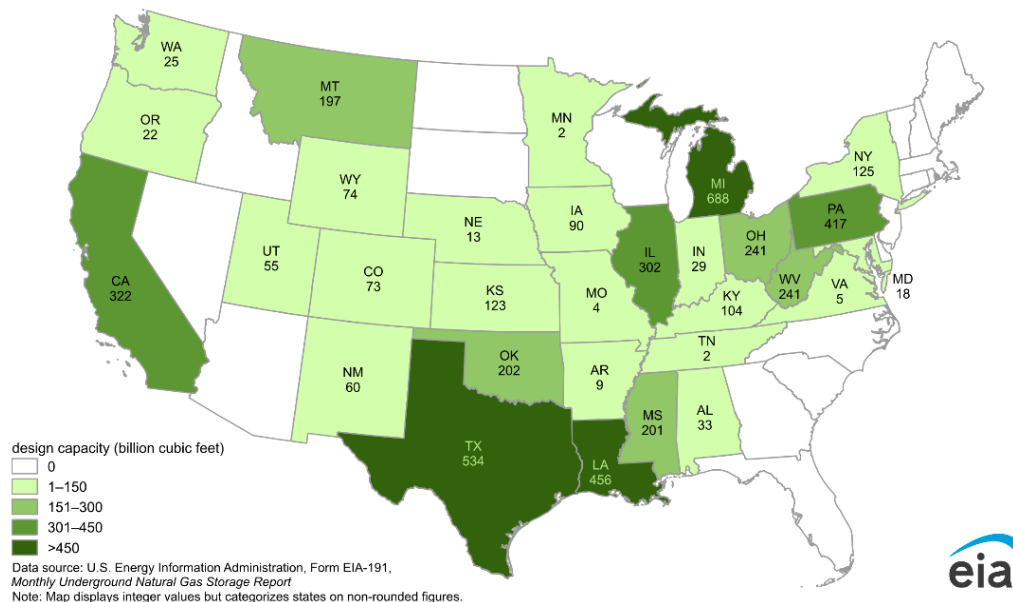 WA
25
MT
197
OR
22
MN
2
WY
74
NY
125
MI
688
IA
90
NE
13
PA
417
OH
241
IL
302
IN
29
UT
55
CO
73
CA
322
WV
241
MD
18
VA
5
KS
123
MO
4
KY
104
TN
2
OK
202
AR
9
NM
60
MS
201
AL
33
TX
534
LA
456
design capacity (billion cubic feet)
0
1–150
151–300
301–450
>450
Data source: U.S. Energy Information Administration, Form EIA-191,
Monthly Underground Natural Gas Storage Report
Note: Map displays integer values but categorizes states on non-rounded figures.
eia